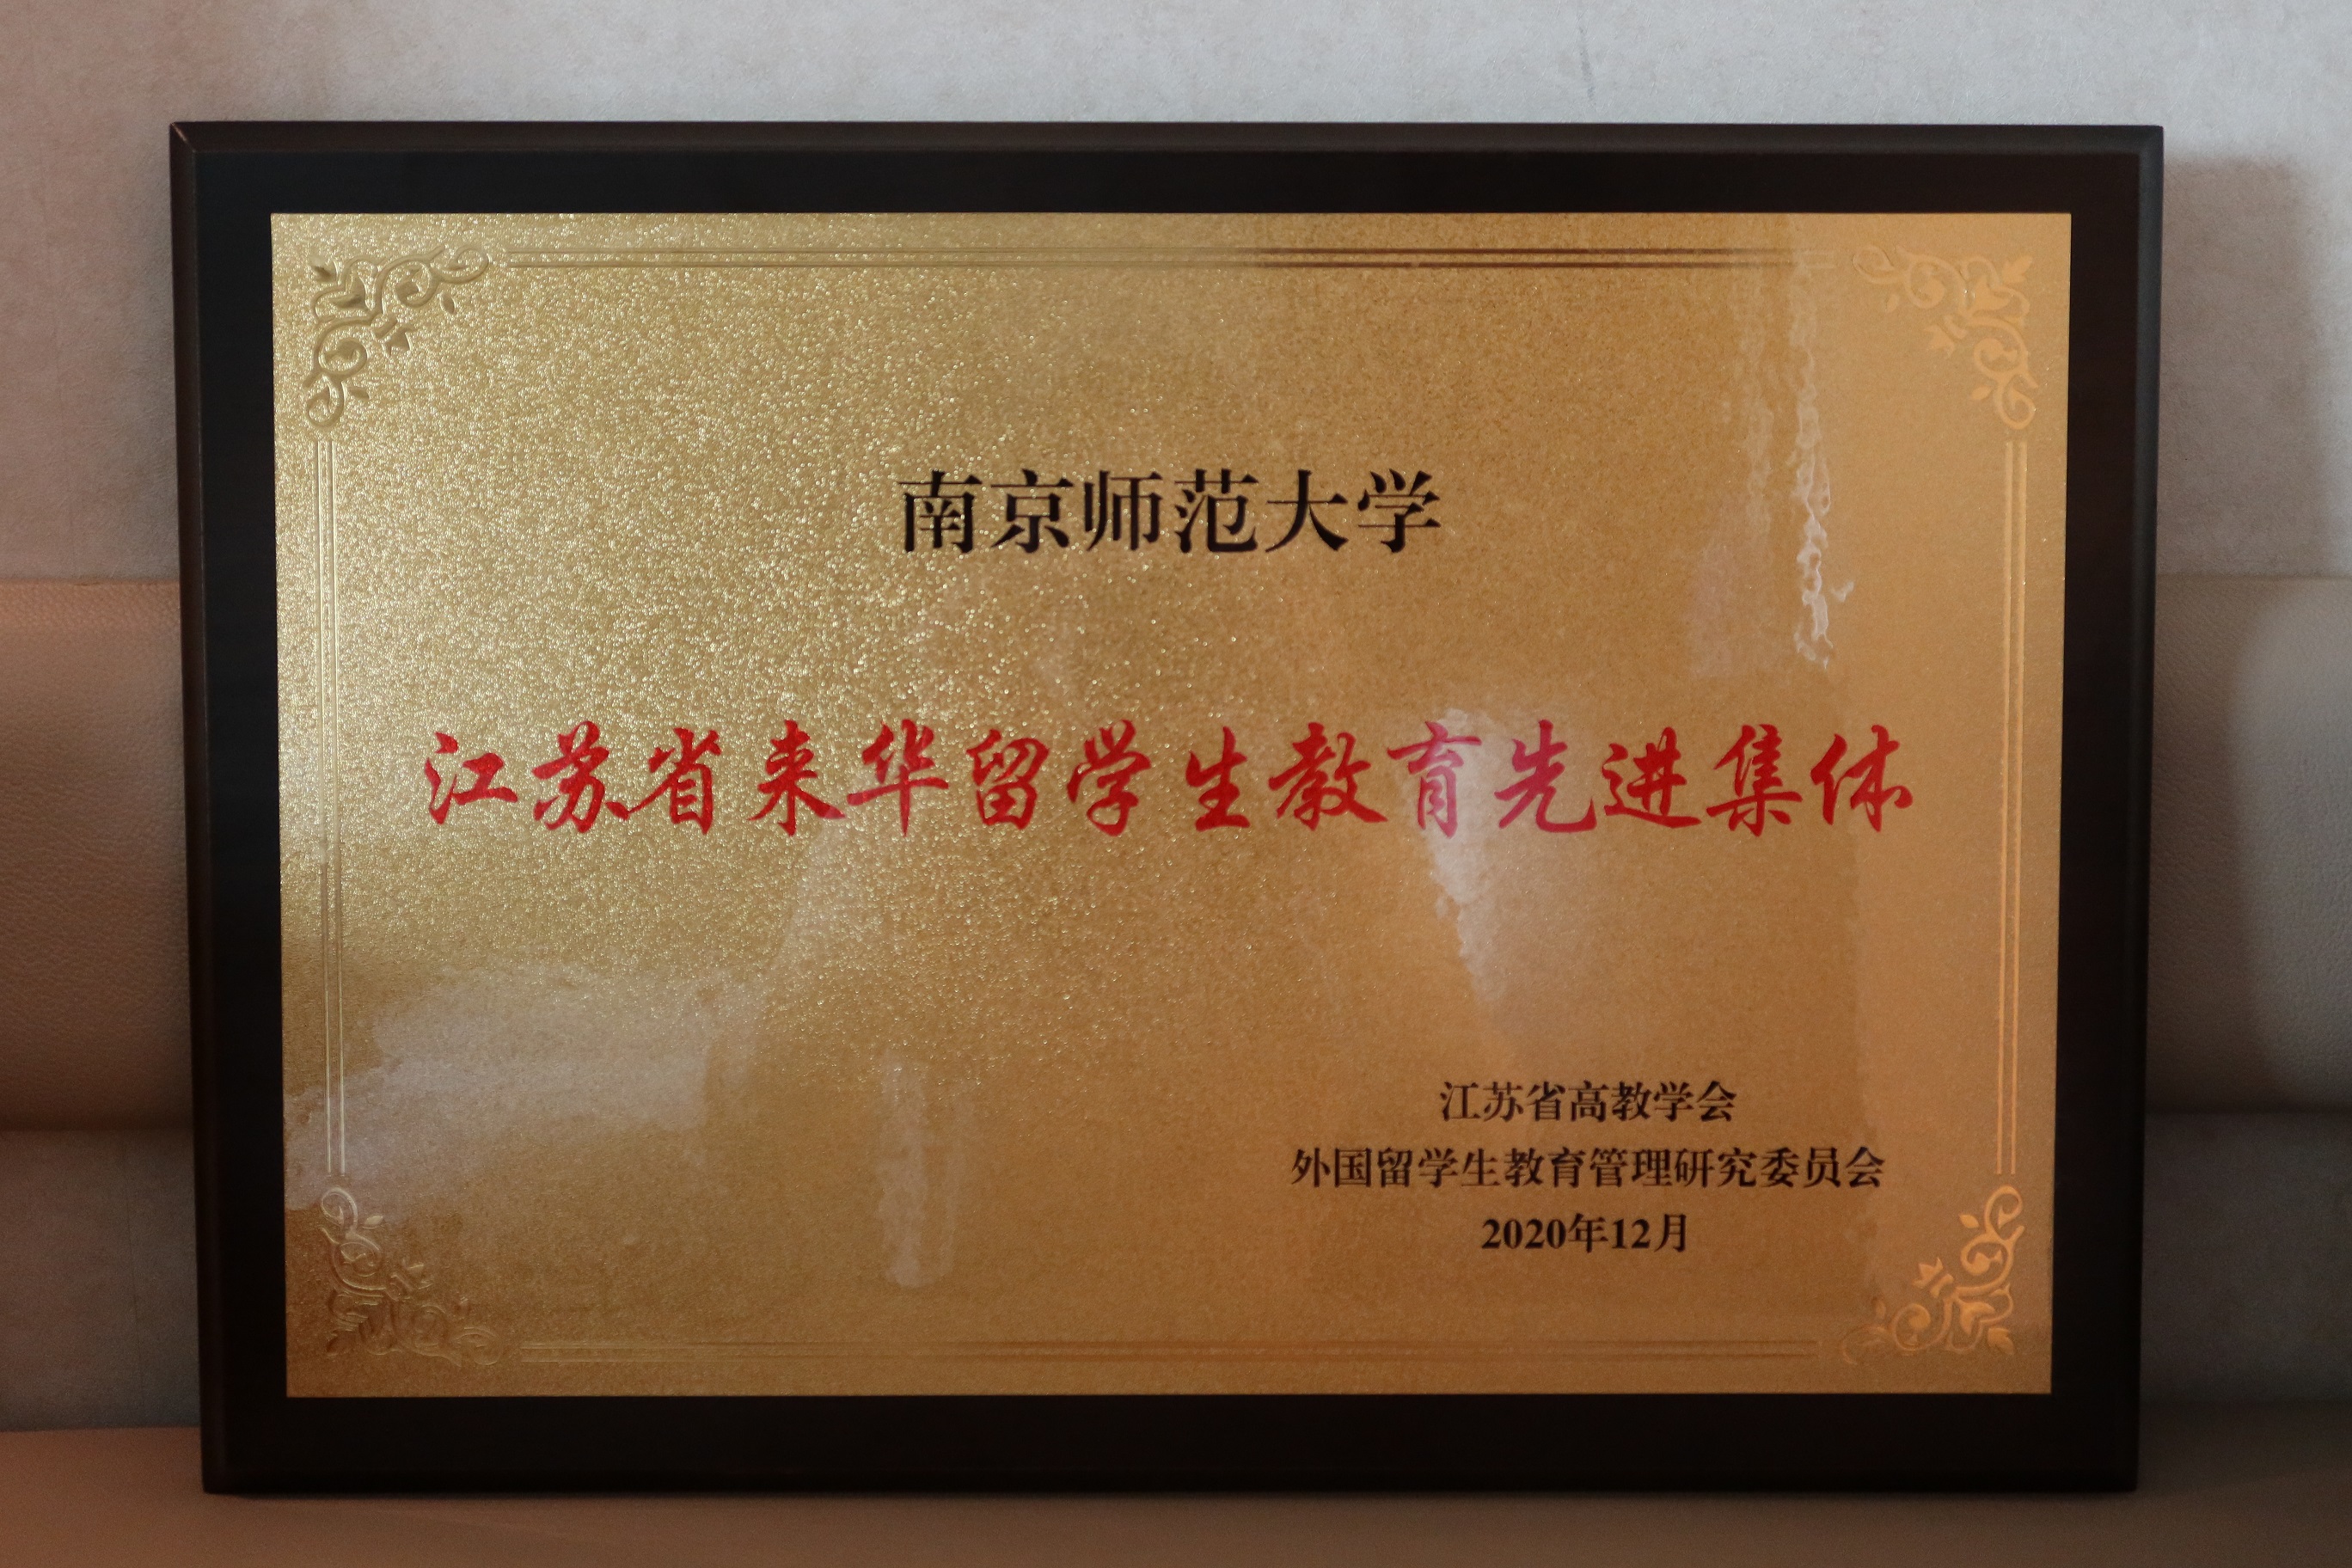 南京师范大学
江苏省来华留学生教育先进集体
江苏省高教学会
外国留学生教育管理研究委员会
2020年12月